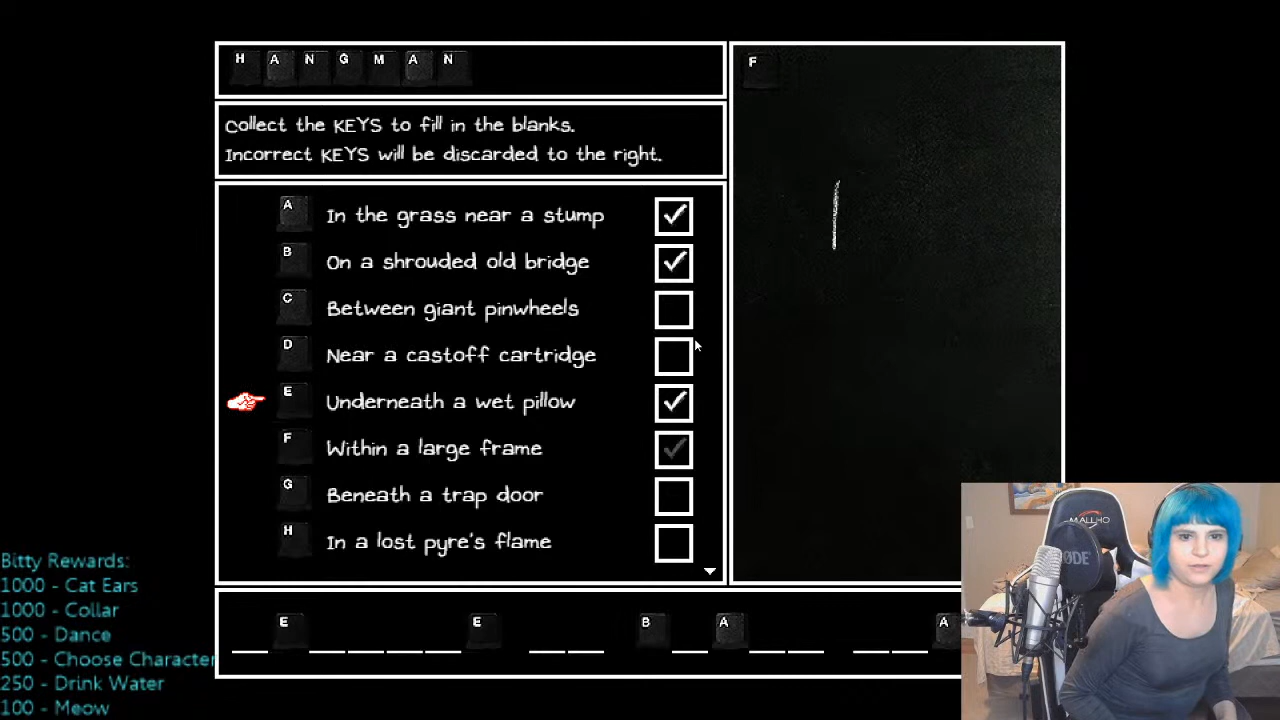 H A N G M A N
F
Collect the KEYS to fill in the blanks.
Incorrect KEYS will be discarded to the right.
A In the grass near a stump
B On a shrouded old bridge
C Between giant pinwheels
D Near a castoff cartridge
E Underneath a wet pillow
F Within a large frame
G Beneath a trap door
H In a lost pyre's flame
E E B A A
Bitty Rewards:
1000 - Cat Ears
1000 - Collar
500 - Dance
500 - Choose Character
250 - Drink Water
100 - Meow
MALLHO
RØDE